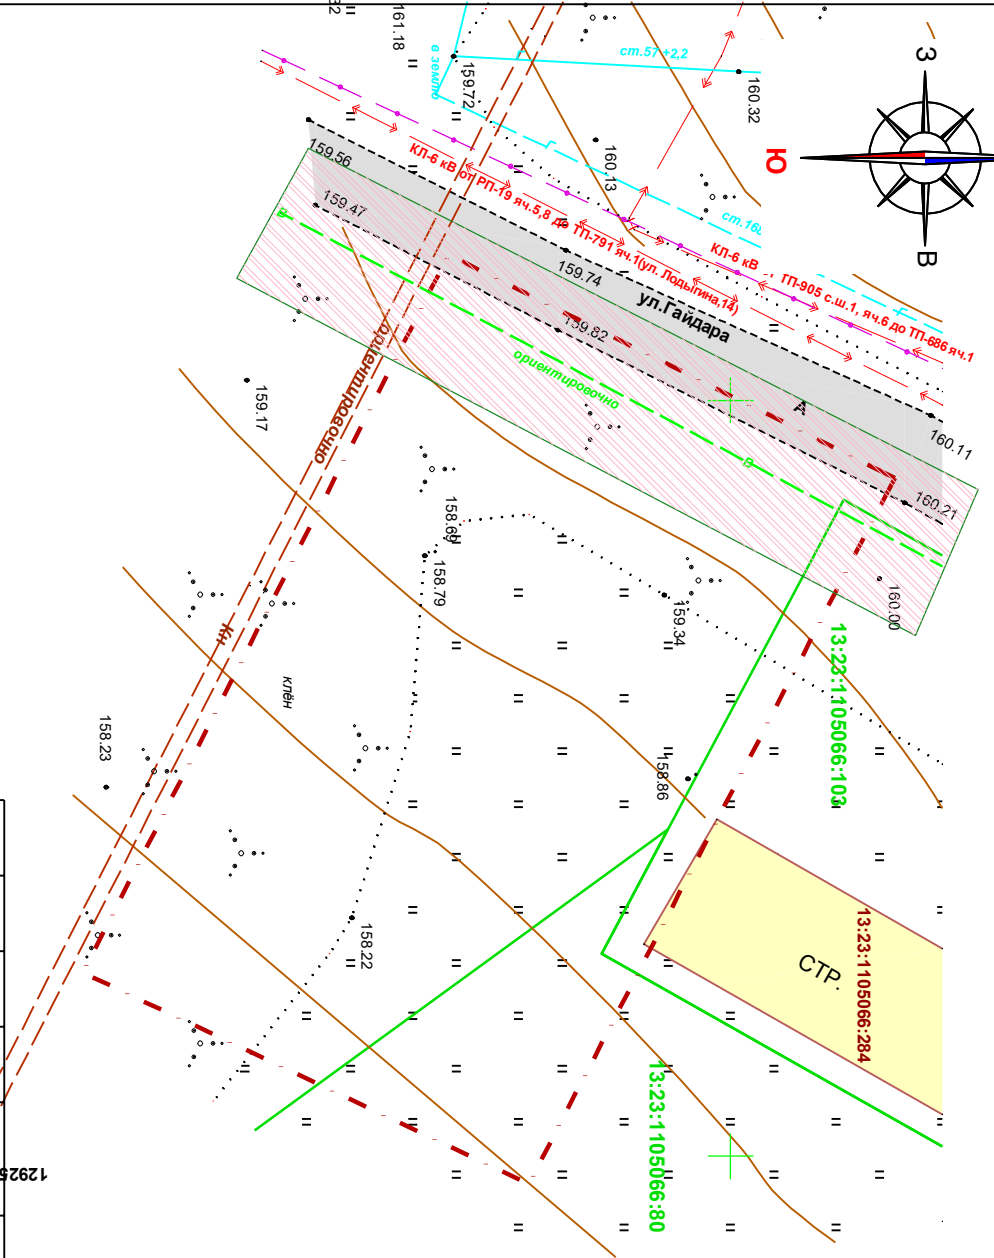 161.18
ст.57 +2,2
З
в землю
159.72
160.32
Ю
В
160.13
159.56
КЛ-6 кВ от РП-19 яч.5,8 до ТП-791 яч.1(ул. Лодыгина,14)
159.47
КЛ-6 кВ
ТП-905 с.ш.1, яч.6 до ТП-686 яч.1
Г
В
159.74
ул.Гайдара
159.82
ориентировочно
ориентировочно
А
160.11
В
160.21
159.17
158.69
158.79
159.34
160.00
13:23:1105066:103
Кн
клён
158.23
158.86
158.22
СТР.
13:23:1105066:284
13:23:1105066:80